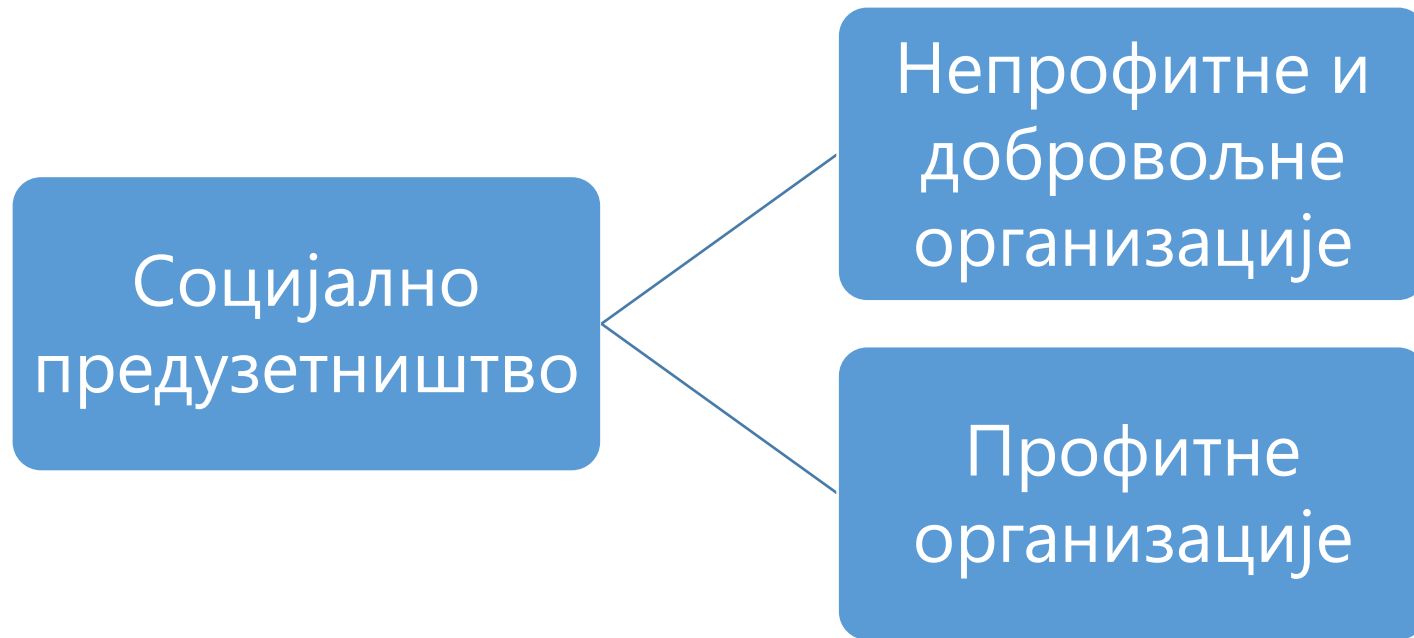 Социјално
предузетништво
Непрофитне и
добровољне
организације
Профитне
организације